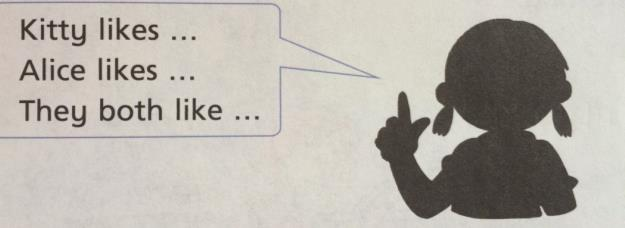 Kitty likes ...
Alice likes ...
They both like ...